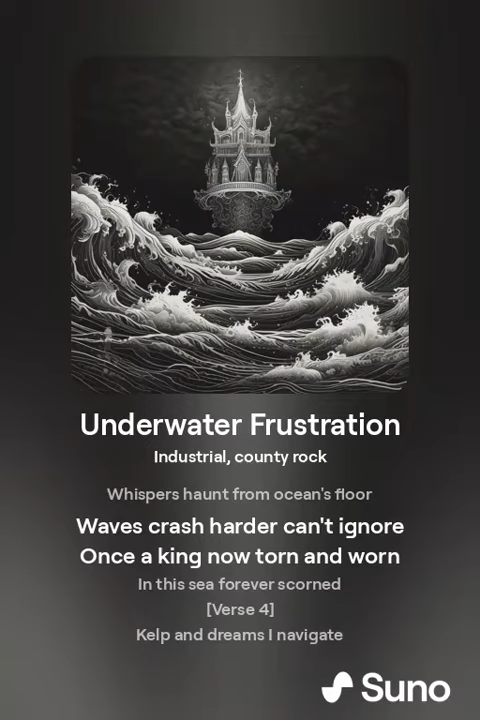 Underwater Frustration
Industrial, county rock
Whispers haunt from ocean's floor
Waves crash harder can't ignore
Once a king now torn and worn
In this sea forever scorned
[Verse 4]
Kelp and dreams I navigate
Suno